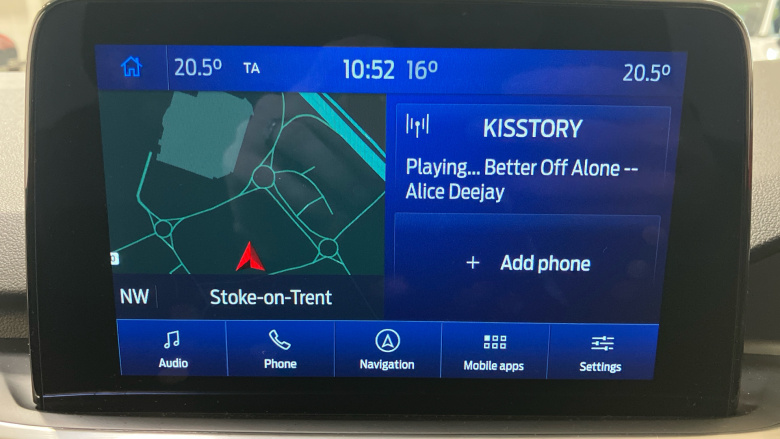 20.5° TA 10:52 16° 20.5°
KISSTORY
Playing... Better Off Alone --
Alice Deejay
+ Add phone
NW Stoke-on-Trent
Audio Phone Navigation Mobile apps Settings